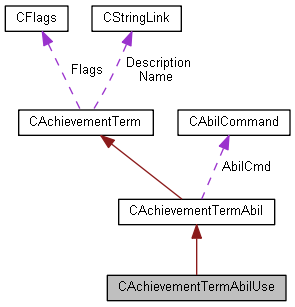 CFlags
CStringLink
Flags
Description
Name
CAchievementTerm
CAbilCommand
AbilCmd
CAchievementTermAbil
CAchievementTermAbilUse